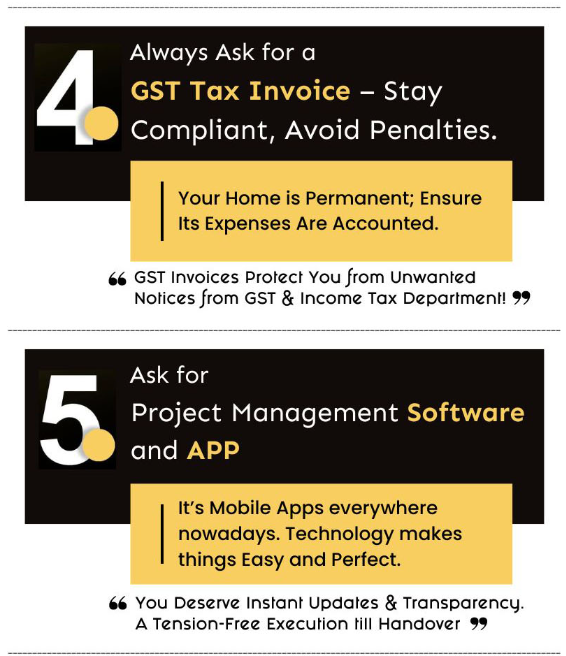 4
Always Ask for a
GST Tax Invoice – Stay
Compliant, Avoid Penalties.
Your Home is Permanent; Ensure
Its Expenses Are Accounted.
“ GST Invoices Protect You from Unwanted
Notices from GST & Income Tax Department! ”
5
Ask for
Project Management Software
and APP
It’s Mobile Apps everywhere
nowadays. Technology makes
things Easy and Perfect.
“ You Deserve Instant Updates & Transparency.
A Tension-Free Execution till Handover ”